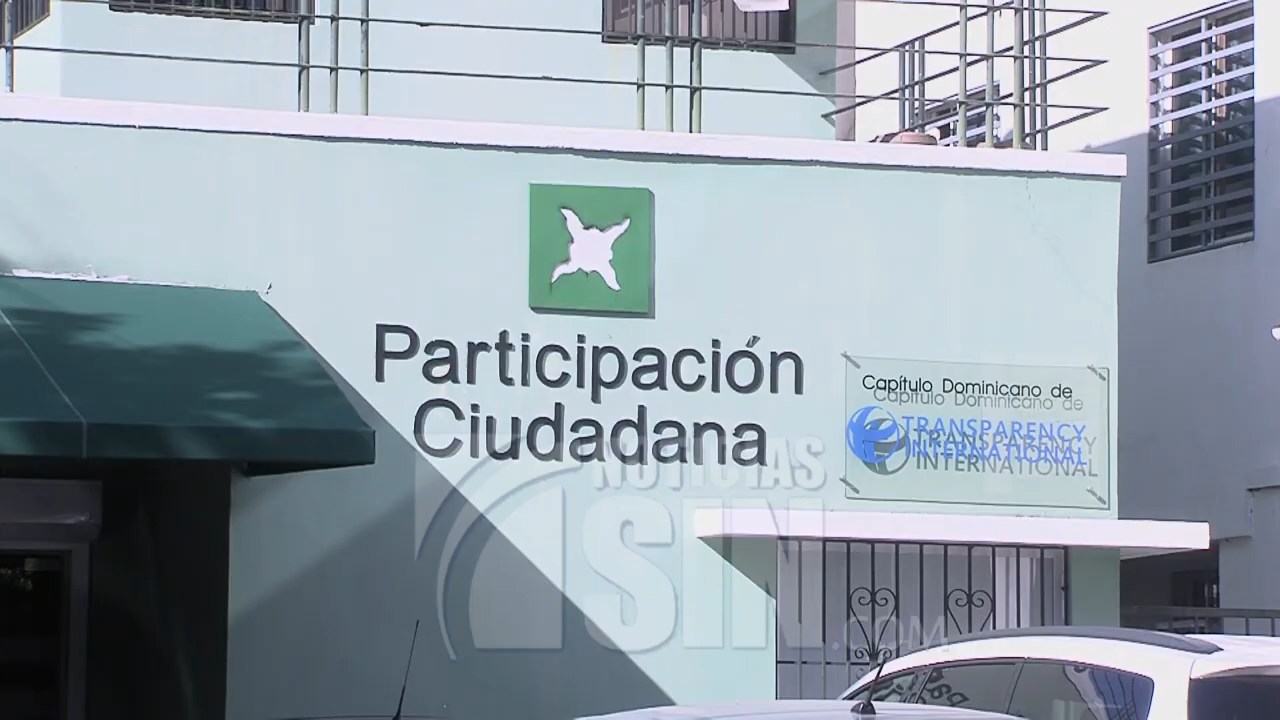 Participación
Ciudadana
Capítulo Dominicano de
TRANSPARENCY
INTERNATIONAL
NOTICIAS
SIN
.COM